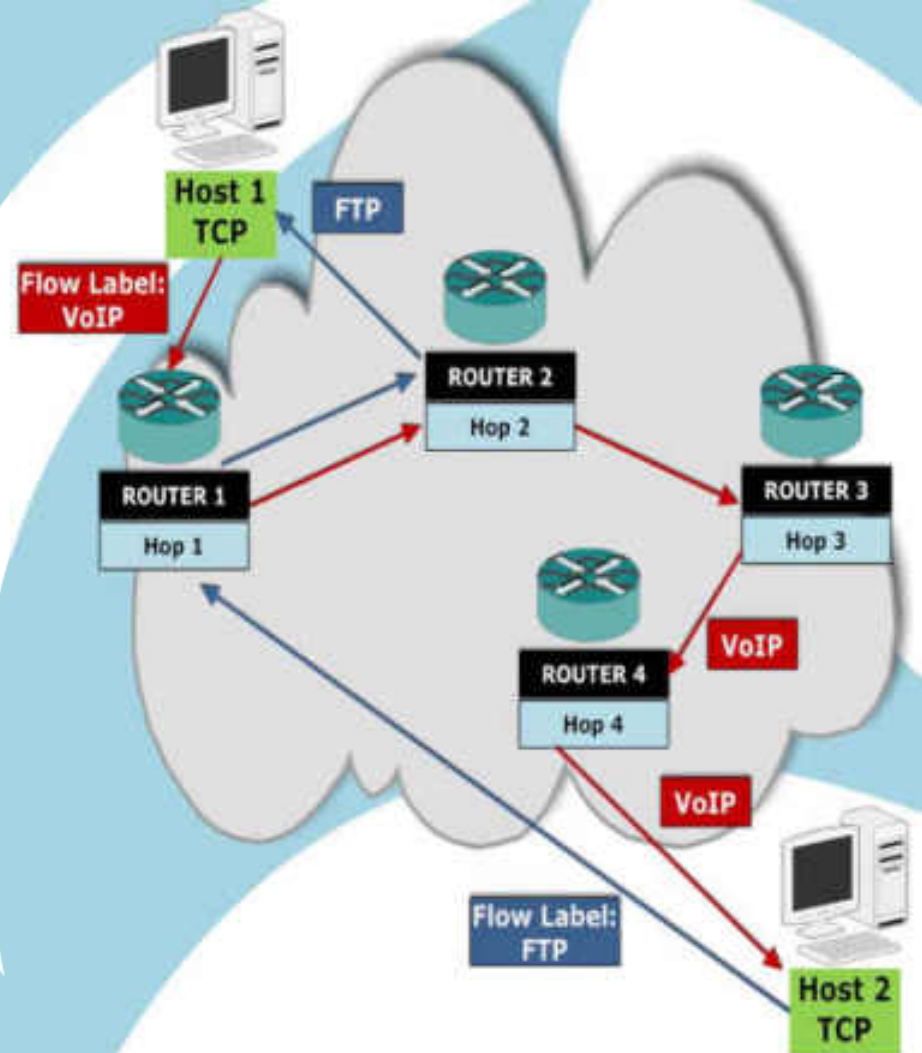 Host 1
TCP
FTP
Flow Label:
VoIP
ROUTER 2
Hop 2
ROUTER 1
Hop 1
ROUTER 3
Hop 3
VoIP
ROUTER 4
Hop 4
VoIP
Flow Label:
FTP
Host 2
TCP